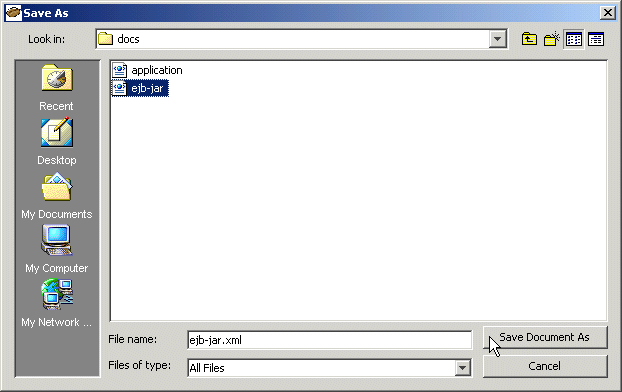 Save As
Look in:
docs
application
ejb-jar
Recent
Desktop
My Documents
My Computer
My Network ...
File name:
ejb-jar.xml
Save Document As
Files of type:
All Files
Cancel